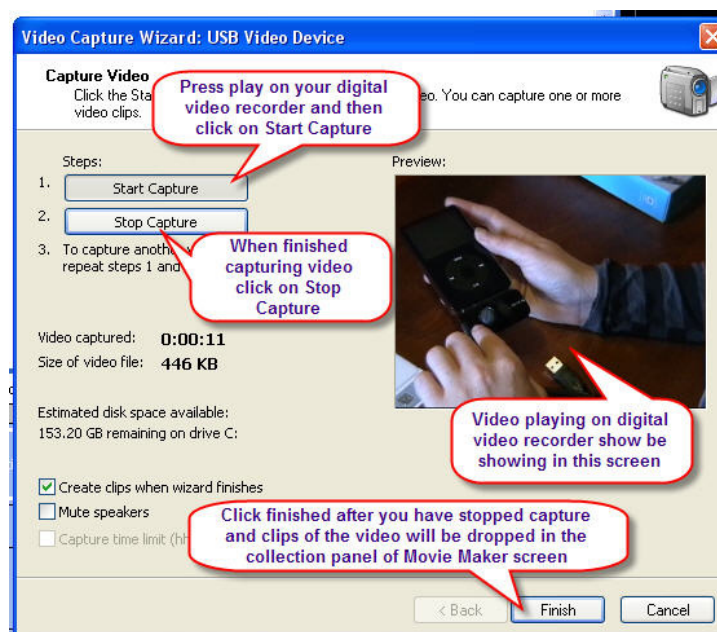 Video Capture Wizard: USB Video Device
Capture Video
Click the Sta
eo. You can capture one or more
video clips.
Press play on your digital
video recorder and then
click on Start Capture
Steps:
Preview:
1. Start Capture
2. Stop Capture
3. To capture anoth
repeat steps 1 and
When finished
capturing video
click on Stop
Capture
Video captured: 0:00:11
Size of video file: 446 KB
Estimated disk space available:
153.20 GB remaining on drive C:
Video playing on digital
video recorder show be
showing in this screen
Create clips when wizard finishes
Mute speakers
Capture time limit (hh
Click finished after you have stopped capture
and clips of the video will be dropped in the
collection panel of Movie Maker screen
< Back Finish Cancel